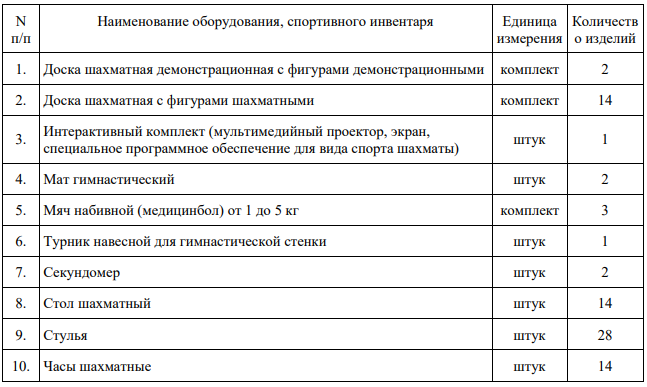 N Наименование оборудования, спортивного инвентаря Единица Количеств
п/п измерения о изделий
1. Доска шахматная демонстрационная с фигурами демонстрационными комплект 2
2. Доска шахматная с фигурами шахматными комплект 14
3. Интерактивный комплект (мультимедийный проектор, экран, штук 1
специальное программное обеспечение для вида спорта шахматы)
4. Мат гимнастический штук 2
5. Мяч набивной (медицинбол) от 1 до 5 кг комплект 3
6. Турник навесной для гимнастической стенки штук 1
7. Секундомер штук 2
8. Стол шахматный штук 14
9. Стулья штук 28
10. Часы шахматные штук 14